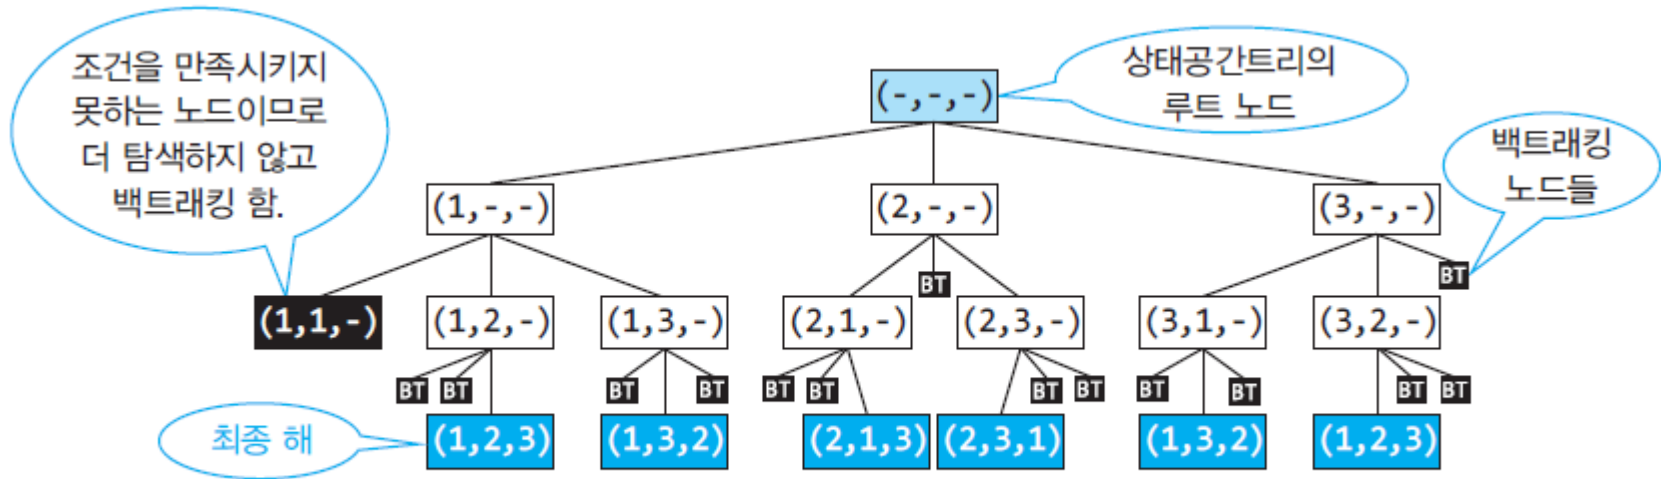 조건을 만족시키지
못하는 노드이므로
더 탐색하지 않고
백트래킹 함.
상태공간트리의
루트 노드
(-,-,-)
백트래킹
노드들
(1,-,-)
(2,-,-)
(3,-,-)
BT
BT
(1,1,-)
(1,2,-)
(1,3,-)
(2,1,-)
(2,3,-)
(3,1,-)
(3,2,-)
BT
BT
BT
BT
BT
BT
BT
BT
BT
BT
BT
BT
최종 해
(1,2,3)
(1,3,2)
(2,1,3)
(2,3,1)
(1,3,2)
(1,2,3)